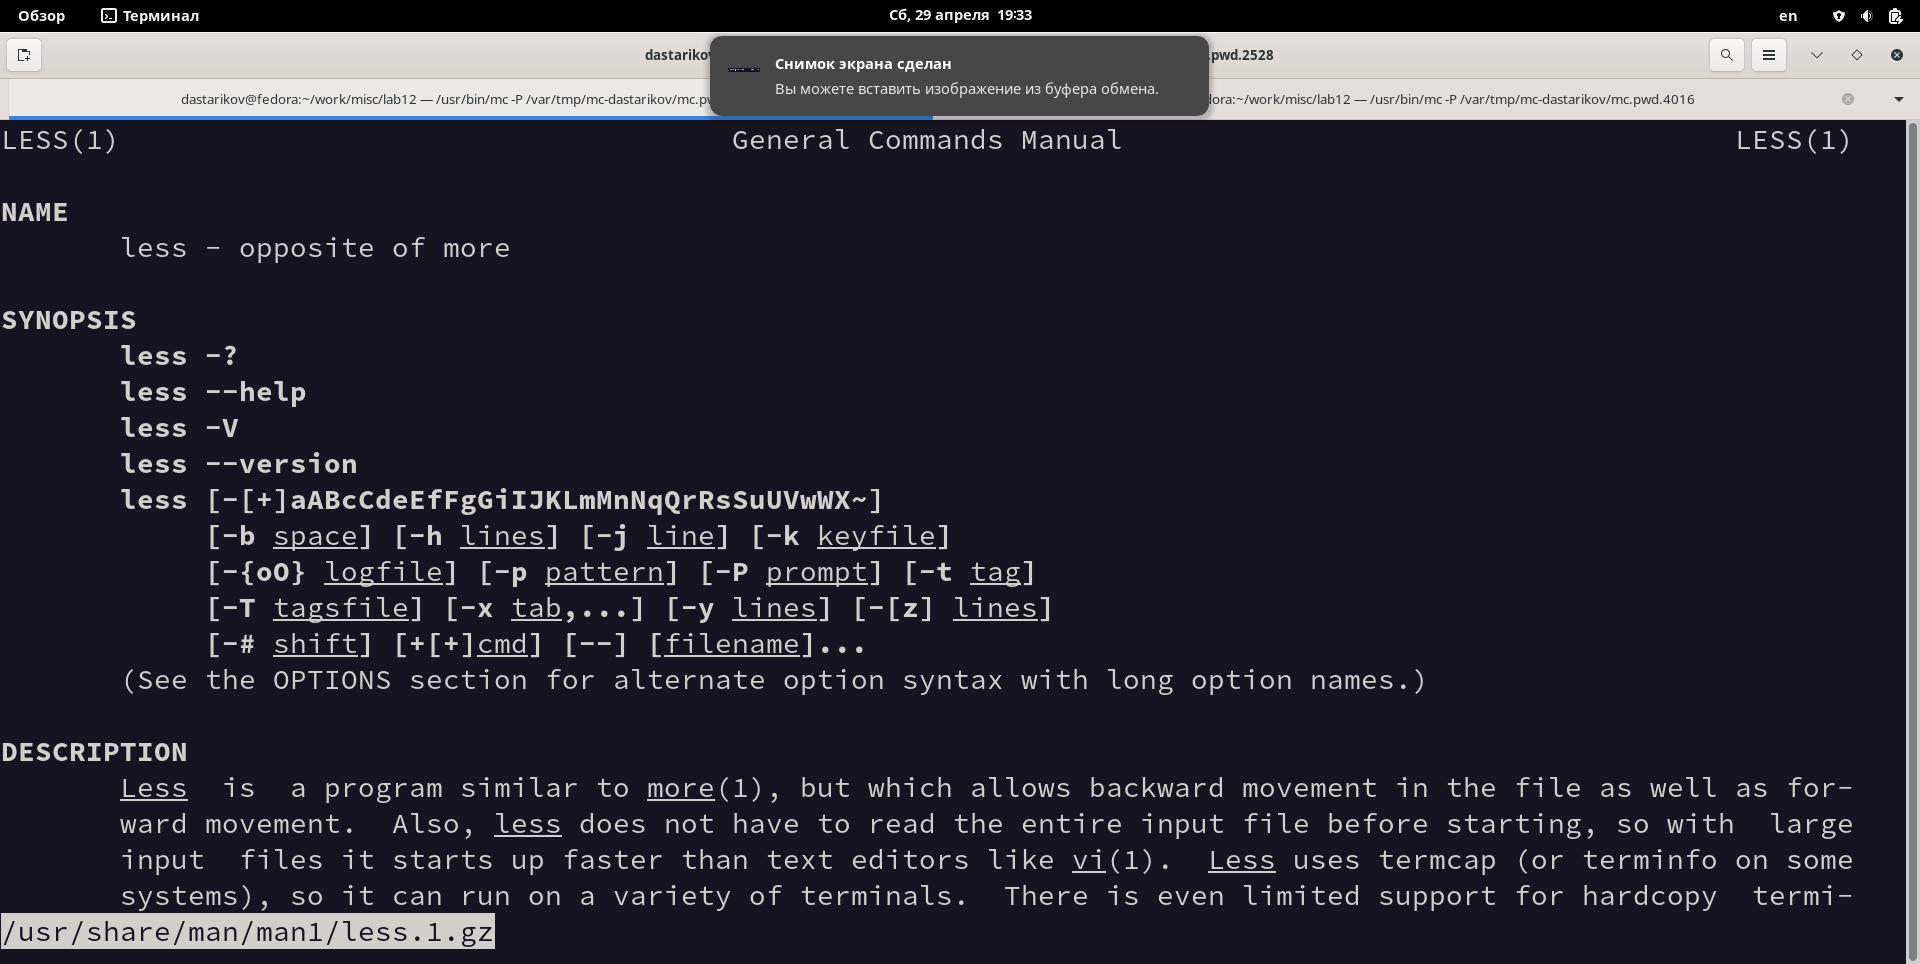 Обзор Терминал Сб, 29 апреля 19:33 en
dastariko .pwd.2528
Снимок экрана сделан
Вы можете вставить изображение из буфера обмена.
dastarikov@fedora:~/work/misc/lab12 — /usr/bin/mc -P /var/tmp/mc-dastarikov/mc.pw dora:~/work/misc/lab12 — /usr/bin/mc -P /var/tmp/mc-dastarikov/mc.pwd.4016
LESS(1) General Commands Manual LESS(1)
NAME
less - opposite of more
SYNOPSIS
less -?
less --help
less -V
less --version
less [-[+]aABcCdeEfFgGiIJKLmMnNqQrRsSuUVwWX~]
[-b space] [-h lines] [-j line] [-k keyfile]
[-{oO} logfile] [-p pattern] [-P prompt] [-t tag]
[-T tagsfile] [-x tab,...] [-y lines] [-[z] lines]
[-# shift] [+[+]cmd] [--] [filename]...
(See the OPTIONS section for alternate option syntax with long option names.)
DESCRIPTION
Less is a program similar to more(1), but which allows backward movement in the file as well as for-
ward movement. Also, less does not have to read the entire input file before starting, so with large
input files it starts up faster than text editors like vi(1). Less uses termcap (or terminfo on some
systems), so it can run on a variety of terminals. There is even limited support for hardcopy termi-
/usr/share/man/man1/less.1.gz